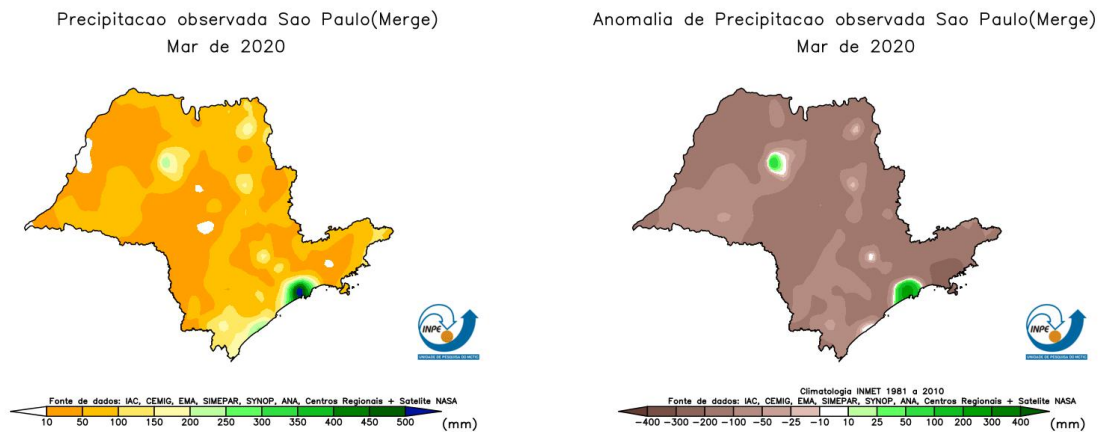 Precipitacao observada Sao Paulo(Merge)
Mar de 2020
INPE
Fonte de dados: IAC, CEMIG, EMA, SIMEPAR, SYNOP, ANA, Centros Regionais + Satelite NASA
10 50 100 150 200 250 300 350 400 450 500 (mm)
Anomalia de Precipitacao observada Sao Paulo(Merge)
Mar de 2020
INPE
Climatologia INMET 1981 a 2010
Fonte de dados: IAC, CEMIG, EMA, SIMEPAR, SYNOP, ANA, Centros Regionais + Satelite NASA
-400 -300 -200 -100 -50 -25 -10 10 25 50 100 200 300 400 (mm)